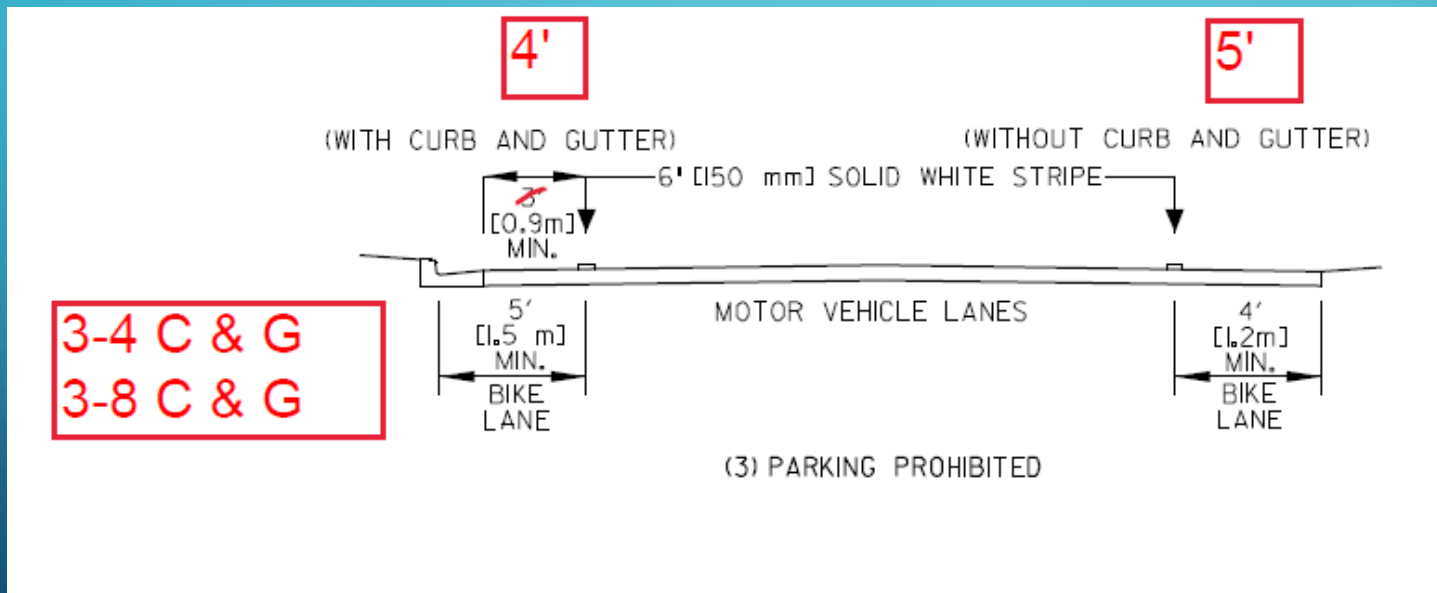 4'
5'
(WITH CURB AND GUTTER)
(WITHOUT CURB AND GUTTER)
6' [150 mm] SOLID WHITE STRIPE
3'
[0.9m]
MIN.
5'
[1.5 m]
MIN.
BIKE
LANE
MOTOR VEHICLE LANES
4'
[1.2m]
MIN.
BIKE
LANE
3-4 C & G
3-8 C & G
(3) PARKING PROHIBITED